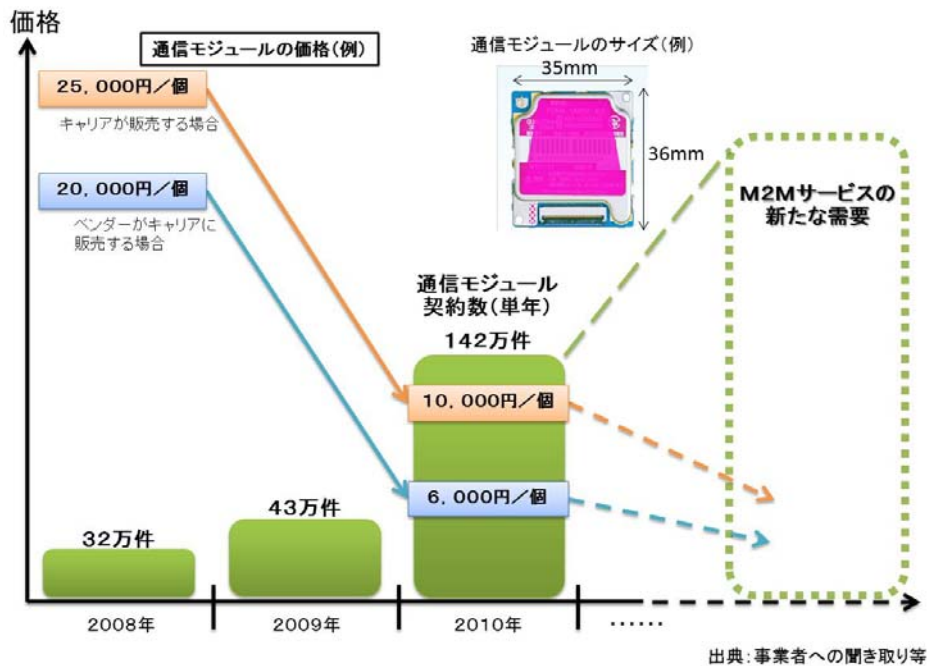 価格
通信モジュールの価格(例)
通信モジュールのサイズ(例)
35mm
36mm
25,000円／個
キャリアが販売する場合
20,000円／個
ベンダーがキャリアに
販売する場合
M2Mサービスの
新たな需要
通信モジュール
契約数(単年)
142万件
10,000円／個
6,000円／個
43万件
32万件
2008年
2009年
2010年
……
出典:事業者への聞き取り等